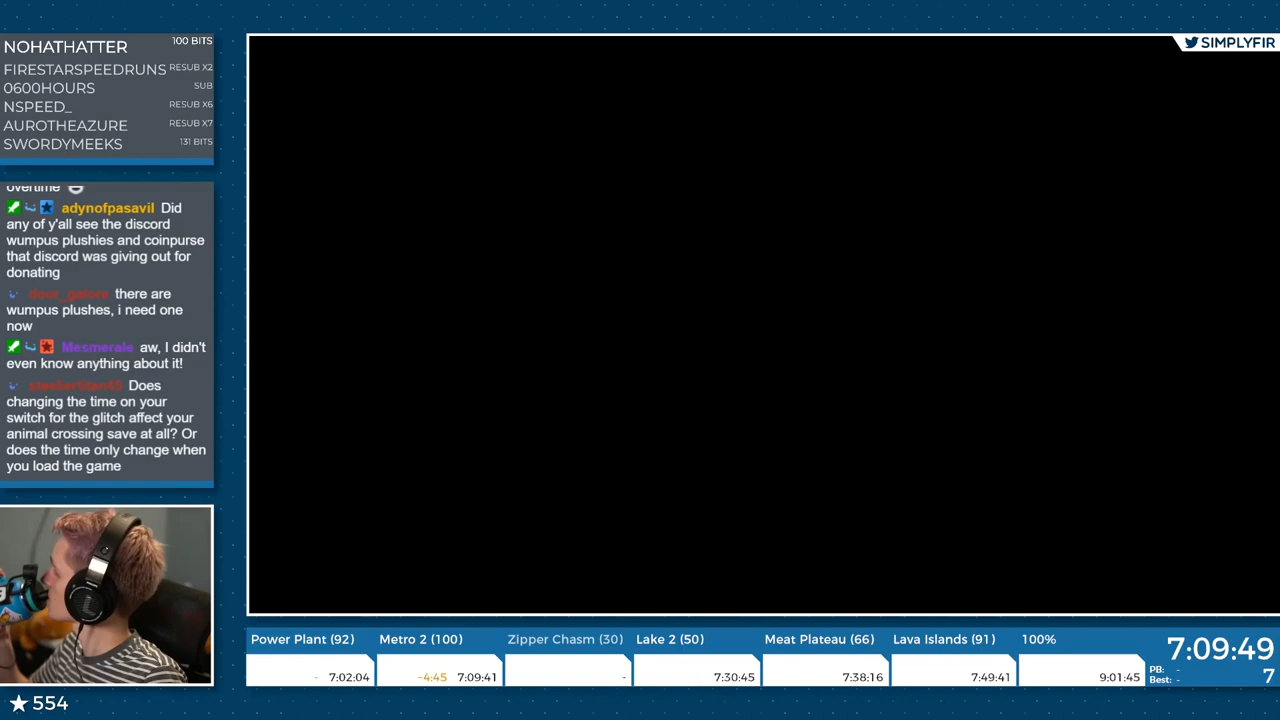 NOHATHATTER 100 BITS
FIRESTARSPEEDRUNS RESUB X2
0600HOURS SUB
NSPEED_ RESUB X6
AUROTHEAZURE RESUB X7
SWORDYMEEKS 131 BITS
overtime
adynofpasavil Did
any of y'all see the discord
wumpus plushies and coinpurse
that discord was giving out for
donating
door_galore there are
wumpus plushes, i need one
now
Mesmerale aw, I didn't
even know anything about it!
steeliertitan45 Does
changing the time on your
switch for the glitch affect your
animal crossing save at all? Or
does the time only change when
you load the game
SIMPLYFIR
Power Plant (92) Metro 2 (100) Zipper Chasm (30) Lake 2 (50) Meat Plateau (66) Lava Islands (91) 100%
- 7:02:04 -4:45 7:09:41 - 7:30:45 7:38:16 7:49:41 9:01:45
7:09:49
PB: -
Best: - 7
★ 554